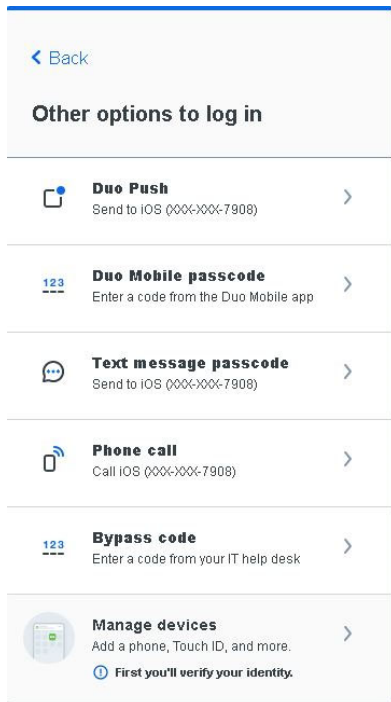 Back
Other options to log in
Duo Push
Send to iOS (XXX-XXX-7908)
123
Duo Mobile passcode
Enter a code from the Duo Mobile app
Text message passcode
Send to iOS (XXX-XXX-7908)
Phone call
Call iOS (XXX-XXX-7908)
123
Bypass code
Enter a code from your IT help desk
Manage devices
Add a phone, Touch ID, and more.
First you'll verify your identity.